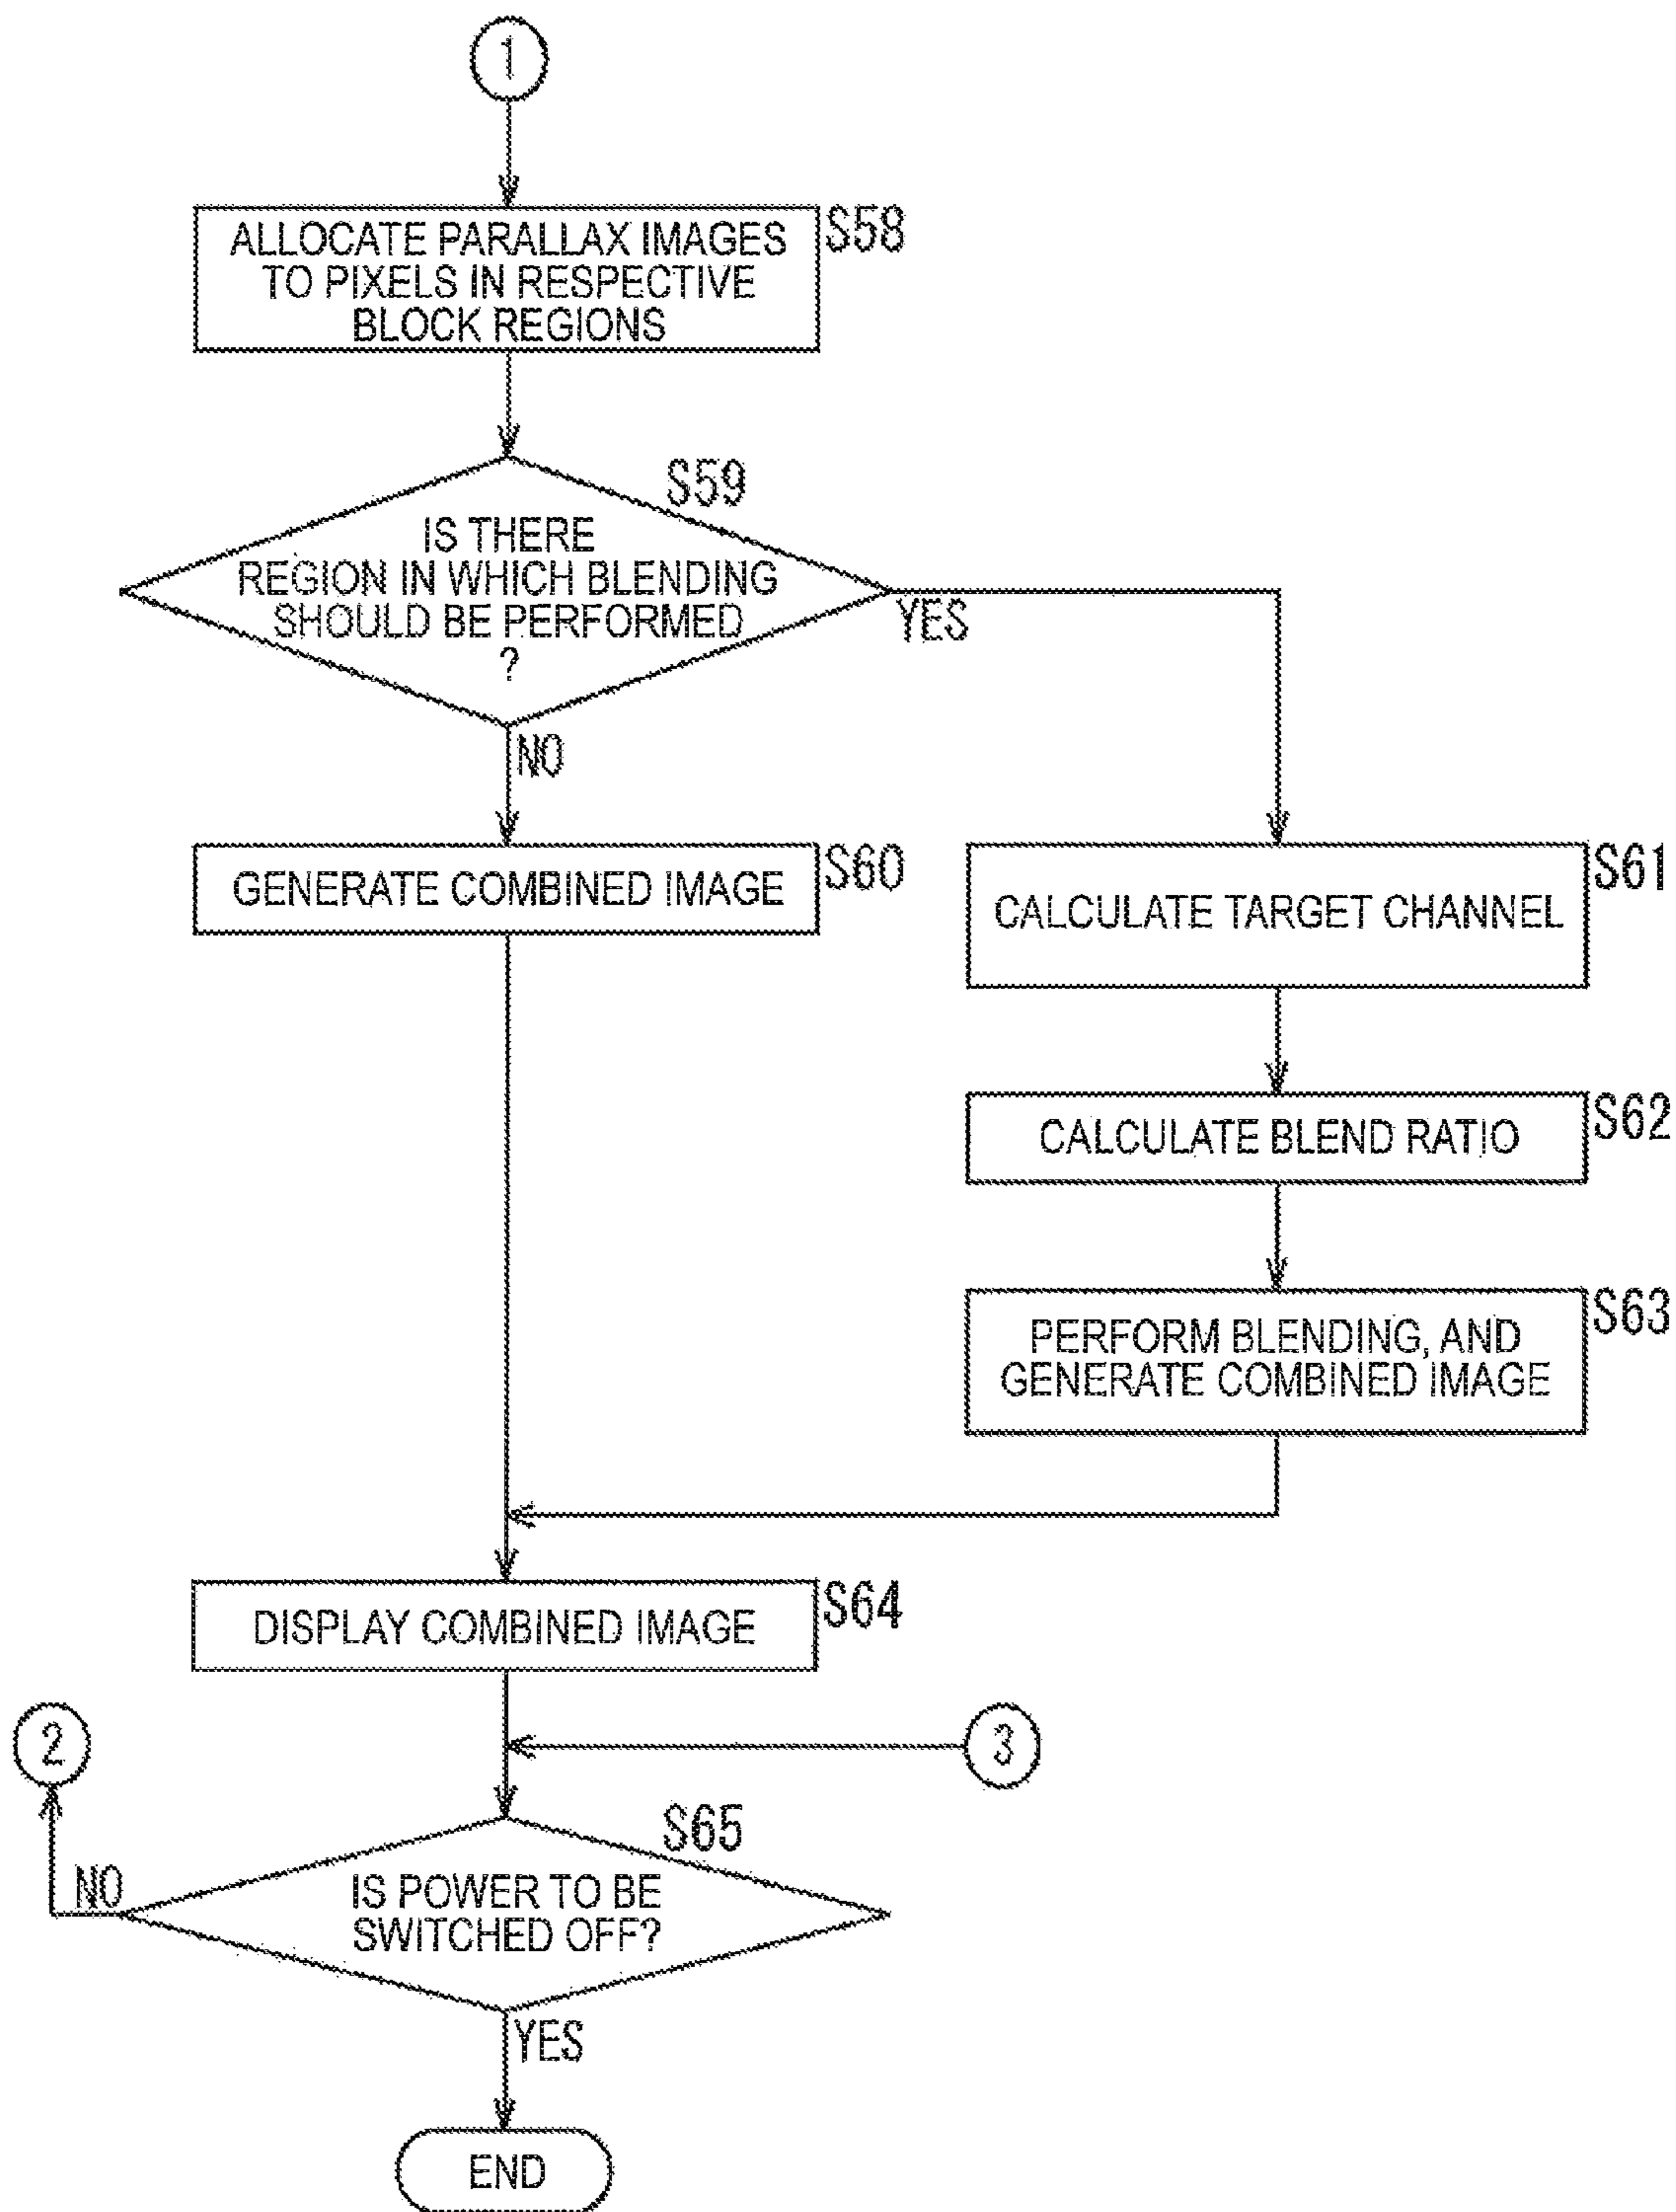 1
ALLOCATE PARALLAX IMAGES
TO PIXELS IN RESPECTIVE
BLOCK REGIONS
S58
S59
IS THERE
REGION IN WHICH BLENDING
SHOULD BE PERFORMED
?
YES
NO
GENERATE COMBINED IMAGE
S60
CALCULATE TARGET CHANNEL
S61
CALCULATE BLEND RATIO
S62
PERFORM BLENDING, AND
GENERATE COMBINED IMAGE
S63
DISPLAY COMBINED IMAGE
S64
2
3
S65
NO
IS POWER TO BE
SWITCHED OFF?
YES
END